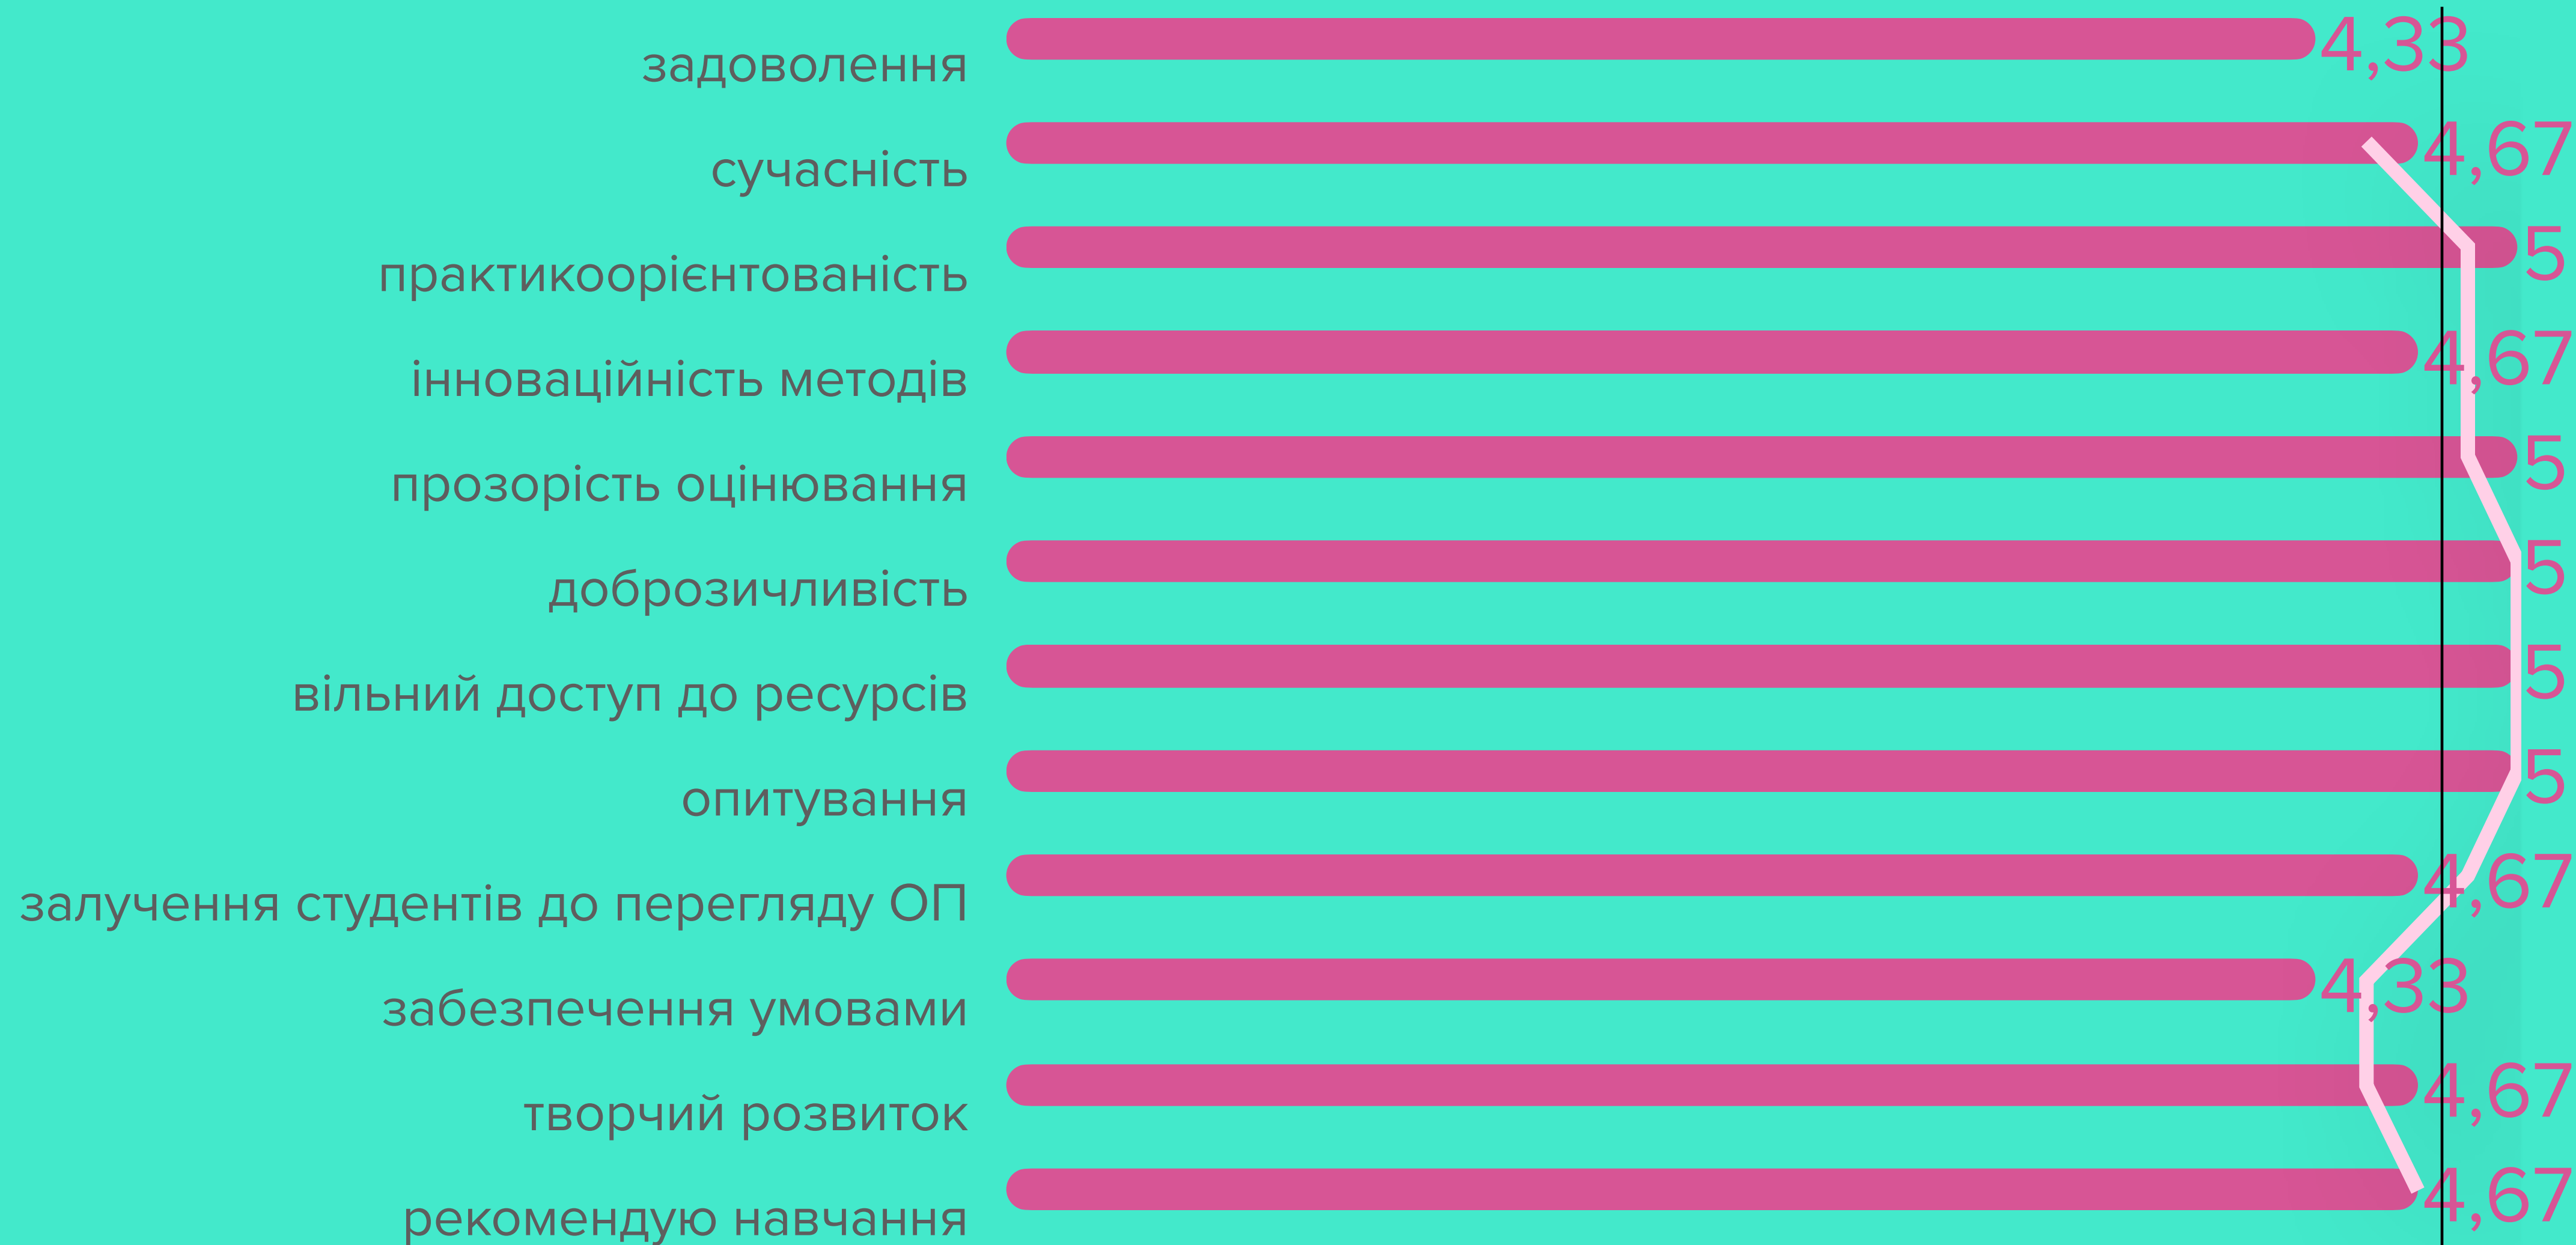 задоволення 4,33
сучасність 4,67
практикоорієнтованість 5
інноваційність методів 4,67
прозорість оцінювання 5
доброзичливість 5
вільний доступ до ресурсів 5
опитування 5
залучення студентів до перегляду ОП 4,67
забезпечення умовами 4,33
творчий розвиток 4,67
рекомендую навчання 4,67